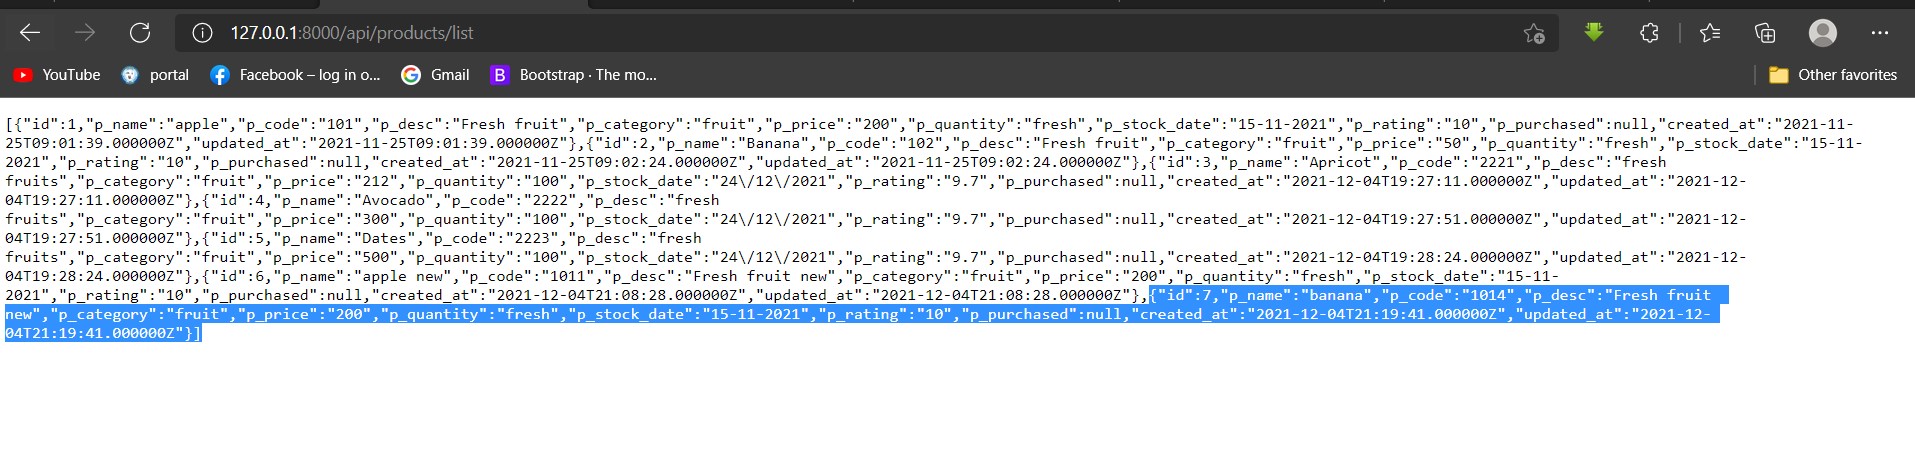 127.0.0.1:8000/api/products/list
YouTube portal Facebook – log in o... Gmail B Bootstrap · The mo... Other favorites
[{"id":1,"p_name":"apple","p_code":"101","p_desc":"Fresh fruit","p_category":"fruit","p_price":"200","p_quantity":"fresh","p_stock_date":"15-11-2021","p_rating":"10","p_purchased":null,"created_at":"2021-11-
25T09:01:39.000000Z","updated_at":"2021-11-25T09:01:39.000000Z"},{"id":2,"p_name":"Banana","p_code":"102","p_desc":"Fresh fruit","p_category":"fruit","p_price":"50","p_quantity":"fresh","p_stock_date":"15-11-
2021","p_rating":"10","p_purchased":null,"created_at":"2021-11-25T09:02:24.000000Z","updated_at":"2021-11-25T09:02:24.000000Z"},{"id":3,"p_name":"Apricot","p_code":"2221","p_desc":"fresh
fruits","p_category":"fruit","p_price":"212","p_quantity":"100","p_stock_date":"24\/12\/2021","p_rating":"9.7","p_purchased":null,"created_at":"2021-12-04T19:27:11.000000Z","updated_at":"2021-12-
04T19:27:11.000000Z"},{"id":4,"p_name":"Avocado","p_code":"2222","p_desc":"fresh
fruits","p_category":"fruit","p_price":"300","p_quantity":"100","p_stock_date":"24\/12\/2021","p_rating":"9.7","p_purchased":null,"created_at":"2021-12-04T19:27:51.000000Z","updated_at":"2021-12-
04T19:27:51.000000Z"},{"id":5,"p_name":"Dates","p_code":"2223","p_desc":"fresh
fruits","p_category":"fruit","p_price":"500","p_quantity":"100","p_stock_date":"24\/12\/2021","p_rating":"9.7","p_purchased":null,"created_at":"2021-12-04T19:28:24.000000Z","updated_at":"2021-12-
04T19:28:24.000000Z"},{"id":6,"p_name":"apple new","p_code":"1011","p_desc":"Fresh fruit new","p_category":"fruit","p_price":"200","p_quantity":"fresh","p_stock_date":"15-11-
2021","p_rating":"10","p_purchased":null,"created_at":"2021-12-04T21:08:28.000000Z","updated_at":"2021-12-04T21:08:28.000000Z"},{"id":7,"p_name":"banana","p_code":"1014","p_desc":"Fresh fruit
new","p_category":"fruit","p_price":"200","p_quantity":"fresh","p_stock_date":"15-11-2021","p_rating":"10","p_purchased":null,"created_at":"2021-12-04T21:19:41.000000Z","updated_at":"2021-12-
04T21:19:41.000000Z"}]